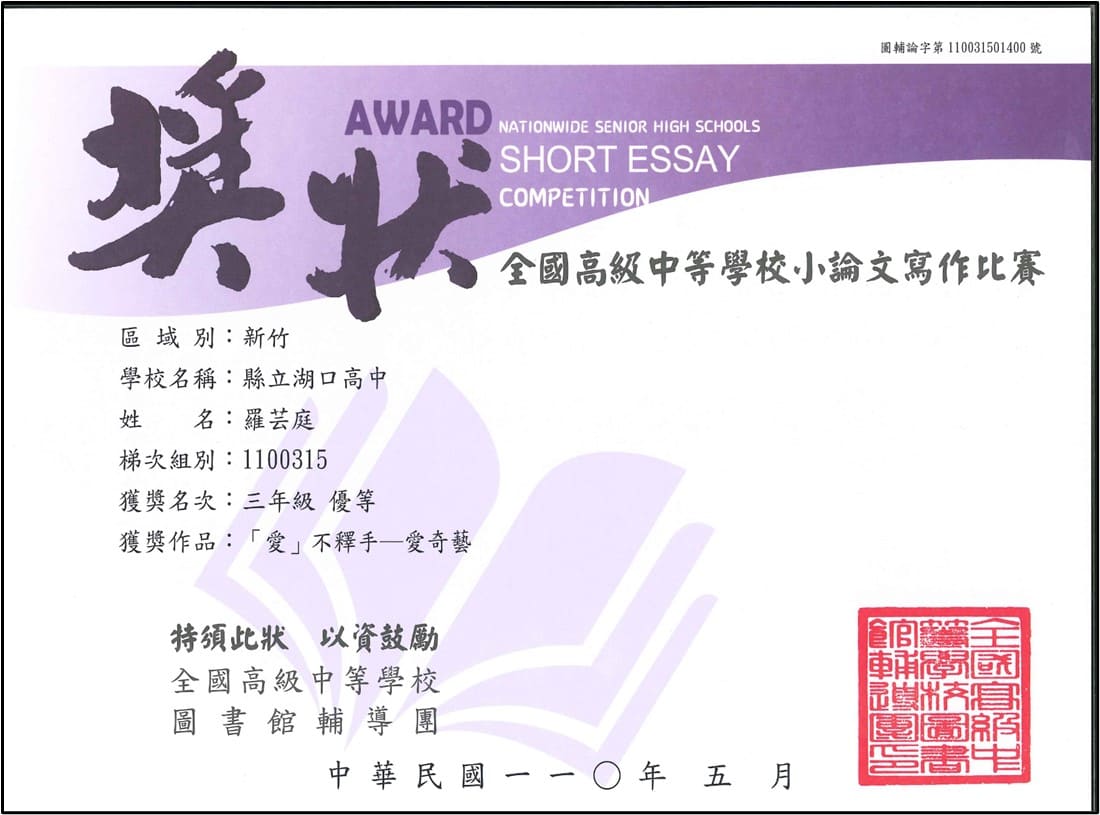 圖輔論字第 110031501400 號
獎狀
AWARD
NATIONWIDE SENIOR HIGH SCHOOLS
SHORT ESSAY
COMPETITION
全國高級中等學校小論文寫作比賽
區域別：新竹
學校名稱：縣立湖口高中
姓名：羅芸庭
梯次組別：1100315
獲獎名次：三年級 優等
獲獎作品：「愛」不釋手—愛奇藝
特頒此狀 以資鼓勵
全國高級中等學校
圖書館輔導團
中華民國一一〇年五月
全國高級中
等學校圖書
館輔導團印